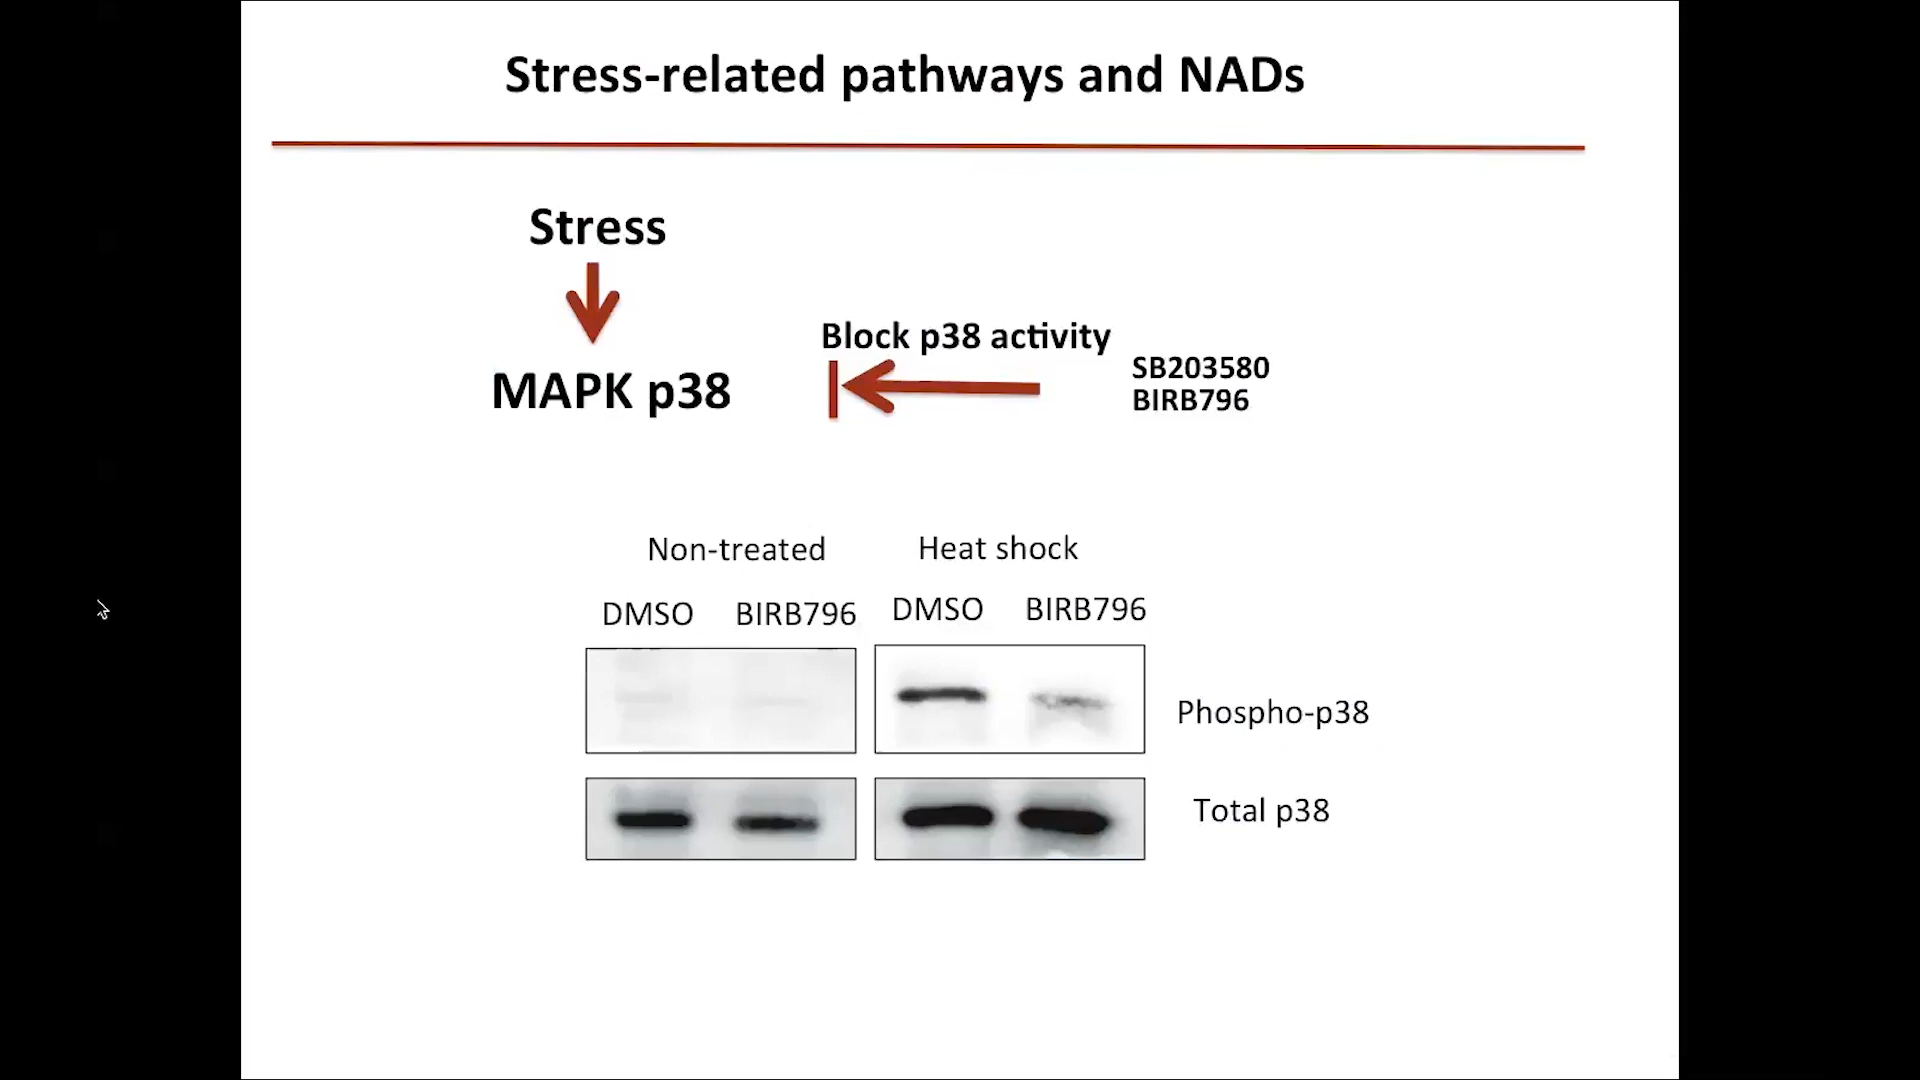 Stress-related pathways and NADs
Stress
Block p38 activity
MAPK p38
SB203580
BIRB796
Non-treated
Heat shock
DMSO
BIRB796
DMSO
BIRB796
Phospho-p38
Total p38